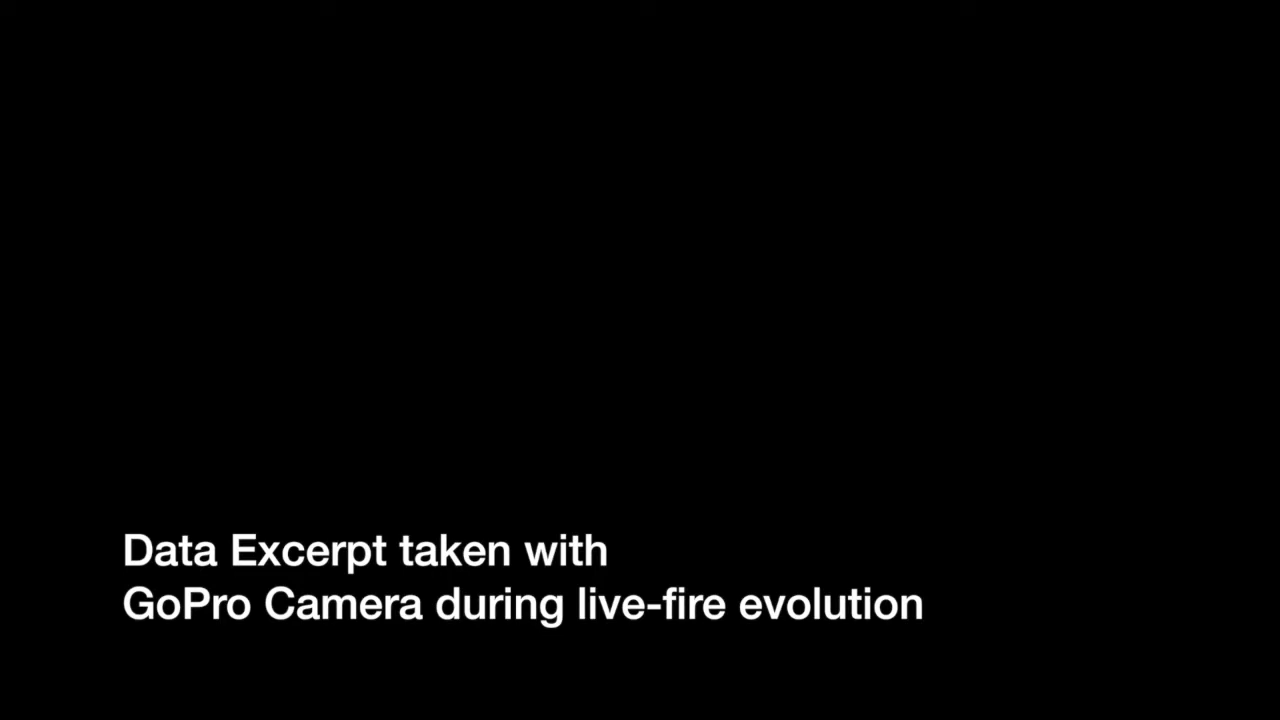 Data Excerpt taken with
GoPro Camera during live-fire evolution